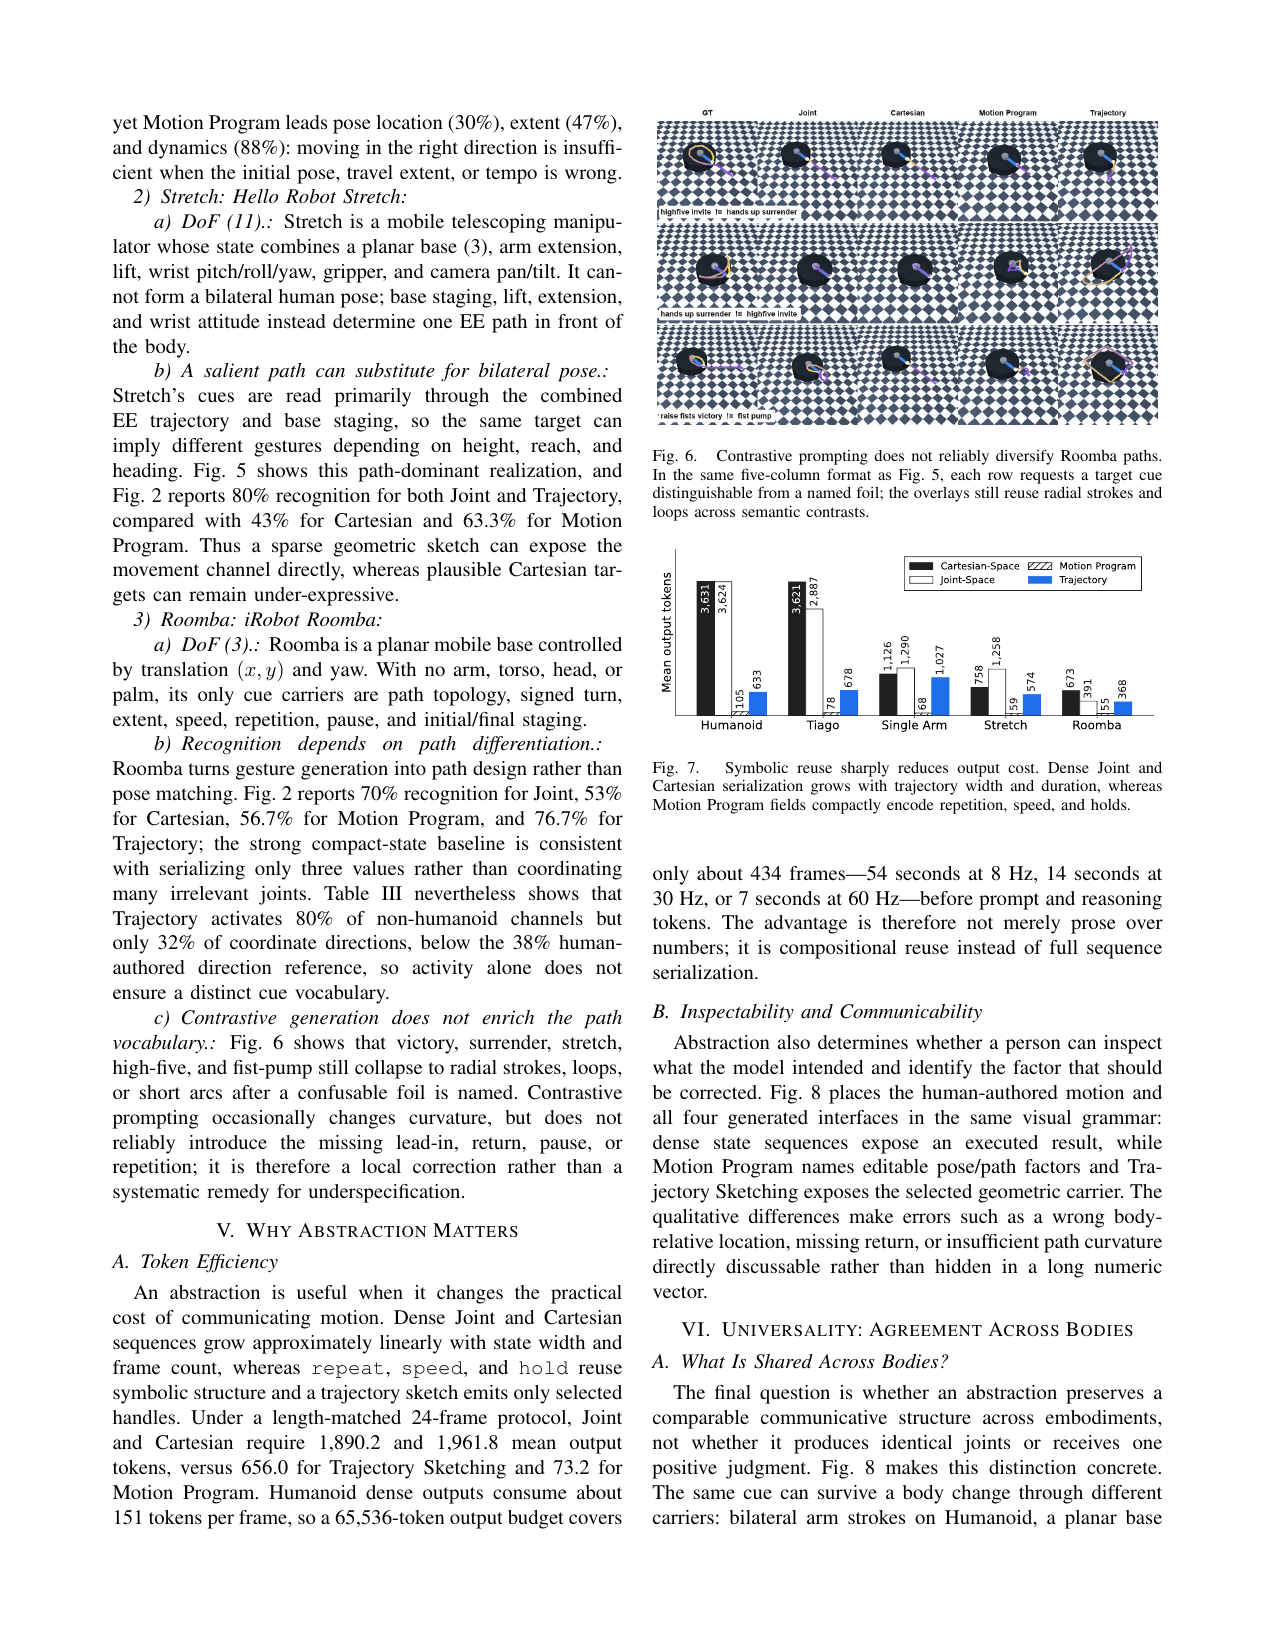 yet Motion Program leads pose location (30%), extent (47%),
and dynamics (88%): moving in the right direction is insuffi-
cient when the initial pose, travel extent, or tempo is wrong.
2) Stretch: Hello Robot Stretch:
a) DoF (11).: Stretch is a mobile telescoping manipu-
lator whose state combines a planar base (3), arm extension,
lift, wrist pitch/roll/yaw, gripper, and camera pan/tilt. It can-
not form a bilateral human pose; base staging, lift, extension,
and wrist attitude instead determine one EE path in front of
the body.
b) A salient path can substitute for bilateral pose.:
Stretch's cues are read primarily through the combined
EE trajectory and base staging, so the same target can
imply different gestures depending on height, reach, and
heading. Fig. 5 shows this path-dominant realization, and
Fig. 2 reports 80% recognition for both Joint and Trajectory,
compared with 43% for Cartesian and 63.3% for Motion
Program. Thus a sparse geometric sketch can expose the
movement channel directly, whereas plausible Cartesian tar-
gets can remain under-expressive.
3) Roomba: iRobot Roomba:
a) DoF (3).: Roomba is a planar mobile base controlled
by translation (x, y) and yaw. With no arm, torso, head, or
palm, its only cue carriers are path topology, signed turn,
extent, speed, repetition, pause, and initial/final staging.
b) Recognition depends on path differentiation.:
Roomba turns gesture generation into path design rather than
pose matching. Fig. 2 reports 70% recognition for Joint, 53%
for Cartesian, 56.7% for Motion Program, and 76.7% for
Trajectory; the strong compact-state baseline is consistent
with serializing only three values rather than coordinating
many irrelevant joints. Table III nevertheless shows that
Trajectory activates 80% of non-humanoid channels but
only 32% of coordinate directions, below the 38% human-
authored direction reference, so activity alone does not
ensure a distinct cue vocabulary.
c) Contrastive generation does not enrich the path
vocabulary.: Fig. 6 shows that victory, surrender, stretch,
high-five, and fist-pump still collapse to radial strokes, loops,
or short arcs after a confusable foil is named. Contrastive
prompting occasionally changes curvature, but does not
reliably introduce the missing lead-in, return, pause, or
repetition; it is therefore a local correction rather than a
systematic remedy for underspecification.
V. WHY ABSTRACTION MATTERS
A. Token Efficiency
An abstraction is useful when it changes the practical
cost of communicating motion. Dense Joint and Cartesian
sequences grow approximately linearly with state width and
frame count, whereas repeat, speed, and hold reuse
symbolic structure and a trajectory sketch emits only selected
handles. Under a length-matched 24-frame protocol, Joint
and Cartesian require 1,890.2 and 1,961.8 mean output
tokens, versus 656.0 for Trajectory Sketching and 73.2 for
Motion Program. Humanoid dense outputs consume about
151 tokens per frame, so a 65,536-token output budget covers
GT Joint Cartesian Motion Program Trajectory
highfive invite != hands up surrender
hands up surrender != highfive invite
raise fists victory != fist pump
Fig. 6. Contrastive prompting does not reliably diversify Roomba paths.
In the same five-column format as Fig. 5, each row requests a target cue
distinguishable from a named foil; the overlays still reuse radial strokes and
loops across semantic contrasts.
Mean output tokens
Cartesian-Space Motion Program
Joint-Space Trajectory
3,631 3,624 105 633 3,621 2,887 78 678 1,126 1,290 68 1,027 758 1,258 59 574 673 391 55 368
Humanoid Tiago Single Arm Stretch Roomba
Fig. 7. Symbolic reuse sharply reduces output cost. Dense Joint and
Cartesian serialization grows with trajectory width and duration, whereas
Motion Program fields compactly encode repetition, speed, and holds.
only about 434 frames—54 seconds at 8 Hz, 14 seconds at
30 Hz, or 7 seconds at 60 Hz—before prompt and reasoning
tokens. The advantage is therefore not merely prose over
numbers; it is compositional reuse instead of full sequence
serialization.
B. Inspectability and Communicability
Abstraction also determines whether a person can inspect
what the model intended and identify the factor that should
be corrected. Fig. 8 places the human-authored motion and
all four generated interfaces in the same visual grammar:
dense state sequences expose an executed result, while
Motion Program names editable pose/path factors and Tra-
jectory Sketching exposes the selected geometric carrier. The
qualitative differences make errors such as a wrong body-
relative location, missing return, or insufficient path curvature
directly discussable rather than hidden in a long numeric
vector.
VI. UNIVERSALITY: AGREEMENT ACROSS BODIES
A. What Is Shared Across Bodies?
The final question is whether an abstraction preserves a
comparable communicative structure across embodiments,
not whether it produces identical joints or receives one
positive judgment. Fig. 8 makes this distinction concrete.
The same cue can survive a body change through different
carriers: bilateral arm strokes on Humanoid, a planar base